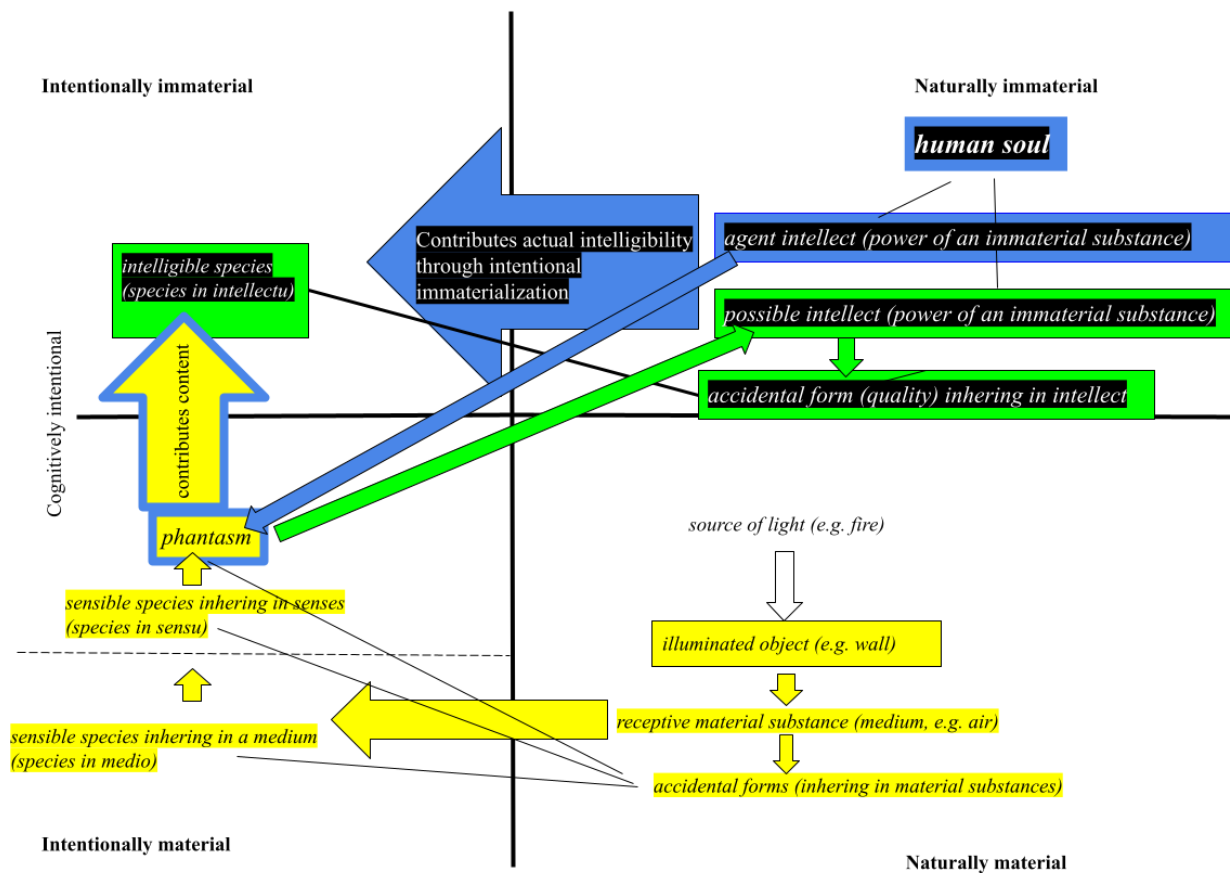 Intentionally immaterial
Naturally immaterial
human soul
Contributes actual intelligibility
through intentional
immaterialization
agent intellect (power of an immaterial substance)
intelligible species
(species in intellectu)
possible intellect (power of an immaterial substance)
accidental form (quality) inhering in intellect
Cognitively intentional
contributes content
phantasm
source of light (e.g. fire)
sensible species inhering in senses
(species in sensu)
illuminated object (e.g. wall)
receptive material substance (medium, e.g. air)
sensible species inhering in a medium
(species in medio)
accidental forms (inhering in material substances)
Intentionally material
Naturally material